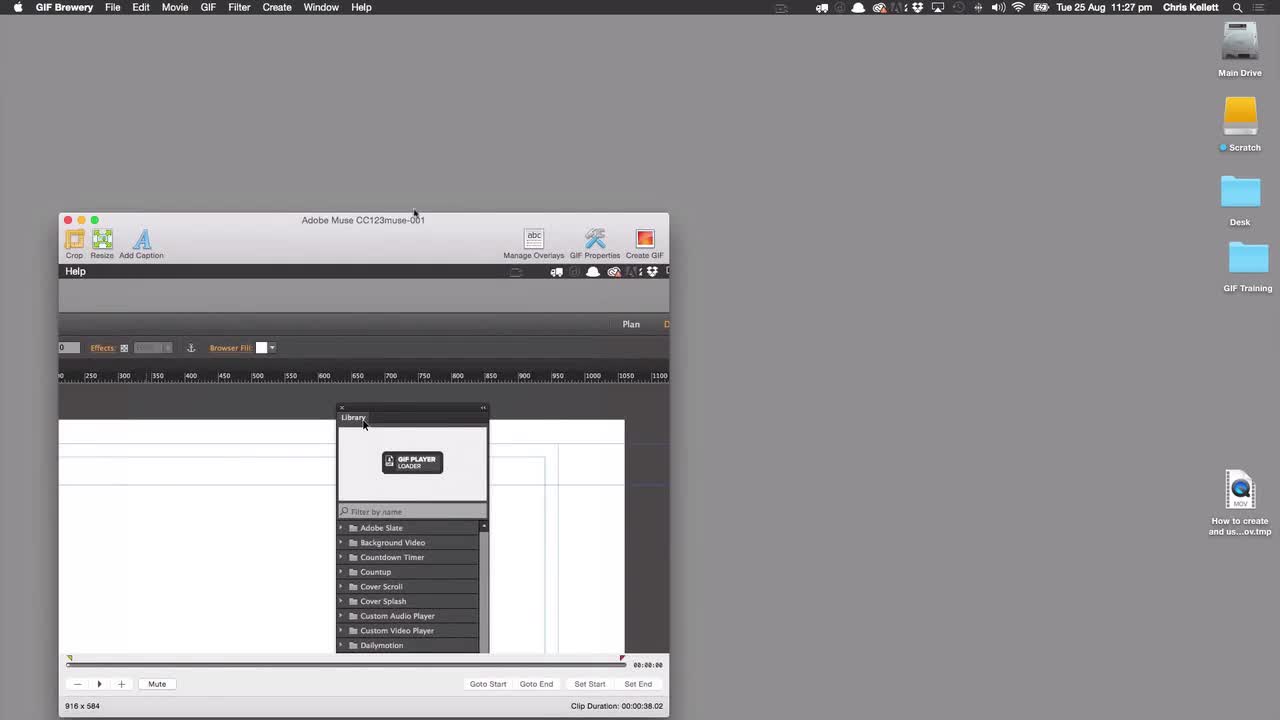 GIF Brewery File Edit Movie GIF Filter Create Window Help Tue 25 Aug 11:27 pm Chris Kellett
Main Drive
Scratch
Desk
GIF Training
How to create
and us...ov.tmp
MOV
Adobe Muse CC123muse-001
abc
Crop Resize Add Caption Manage Overlays GIF Properties Create GIF
Help
Plan
0 Effects: Browser Fill:
250 300 350 400 450 500 550 600 650 700 750 800 850 900 950 1000 1050 1100
Library
GIF PLAYER
LOADER
Filter by name
Adobe Slate
Background Video
Countdown Timer
Countup
Cover Scroll
Cover Splash
Custom Audio Player
Custom Video Player
Dailymotion
00:00:00
Mute Goto Start Goto End Set Start Set End
916 x 584 Clip Duration: 00:00:38.02